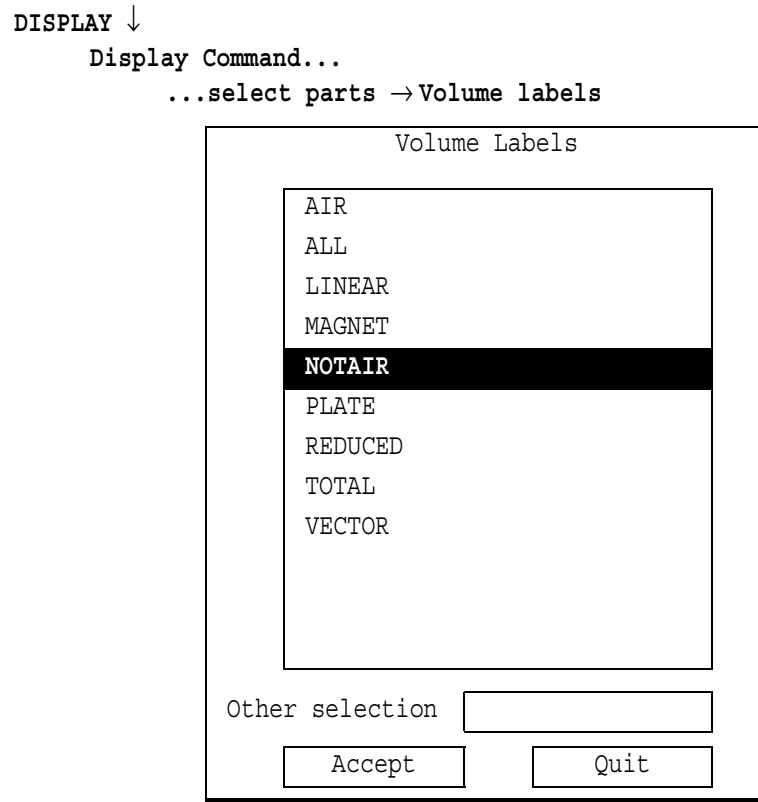 DISPLAY ↓
Display Command...
...select parts → Volume labels
Volume Labels
AIR
ALL
LINEAR
MAGNET
NOTAIR
PLATE
REDUCED
TOTAL
VECTOR
Other selection
Accept Quit